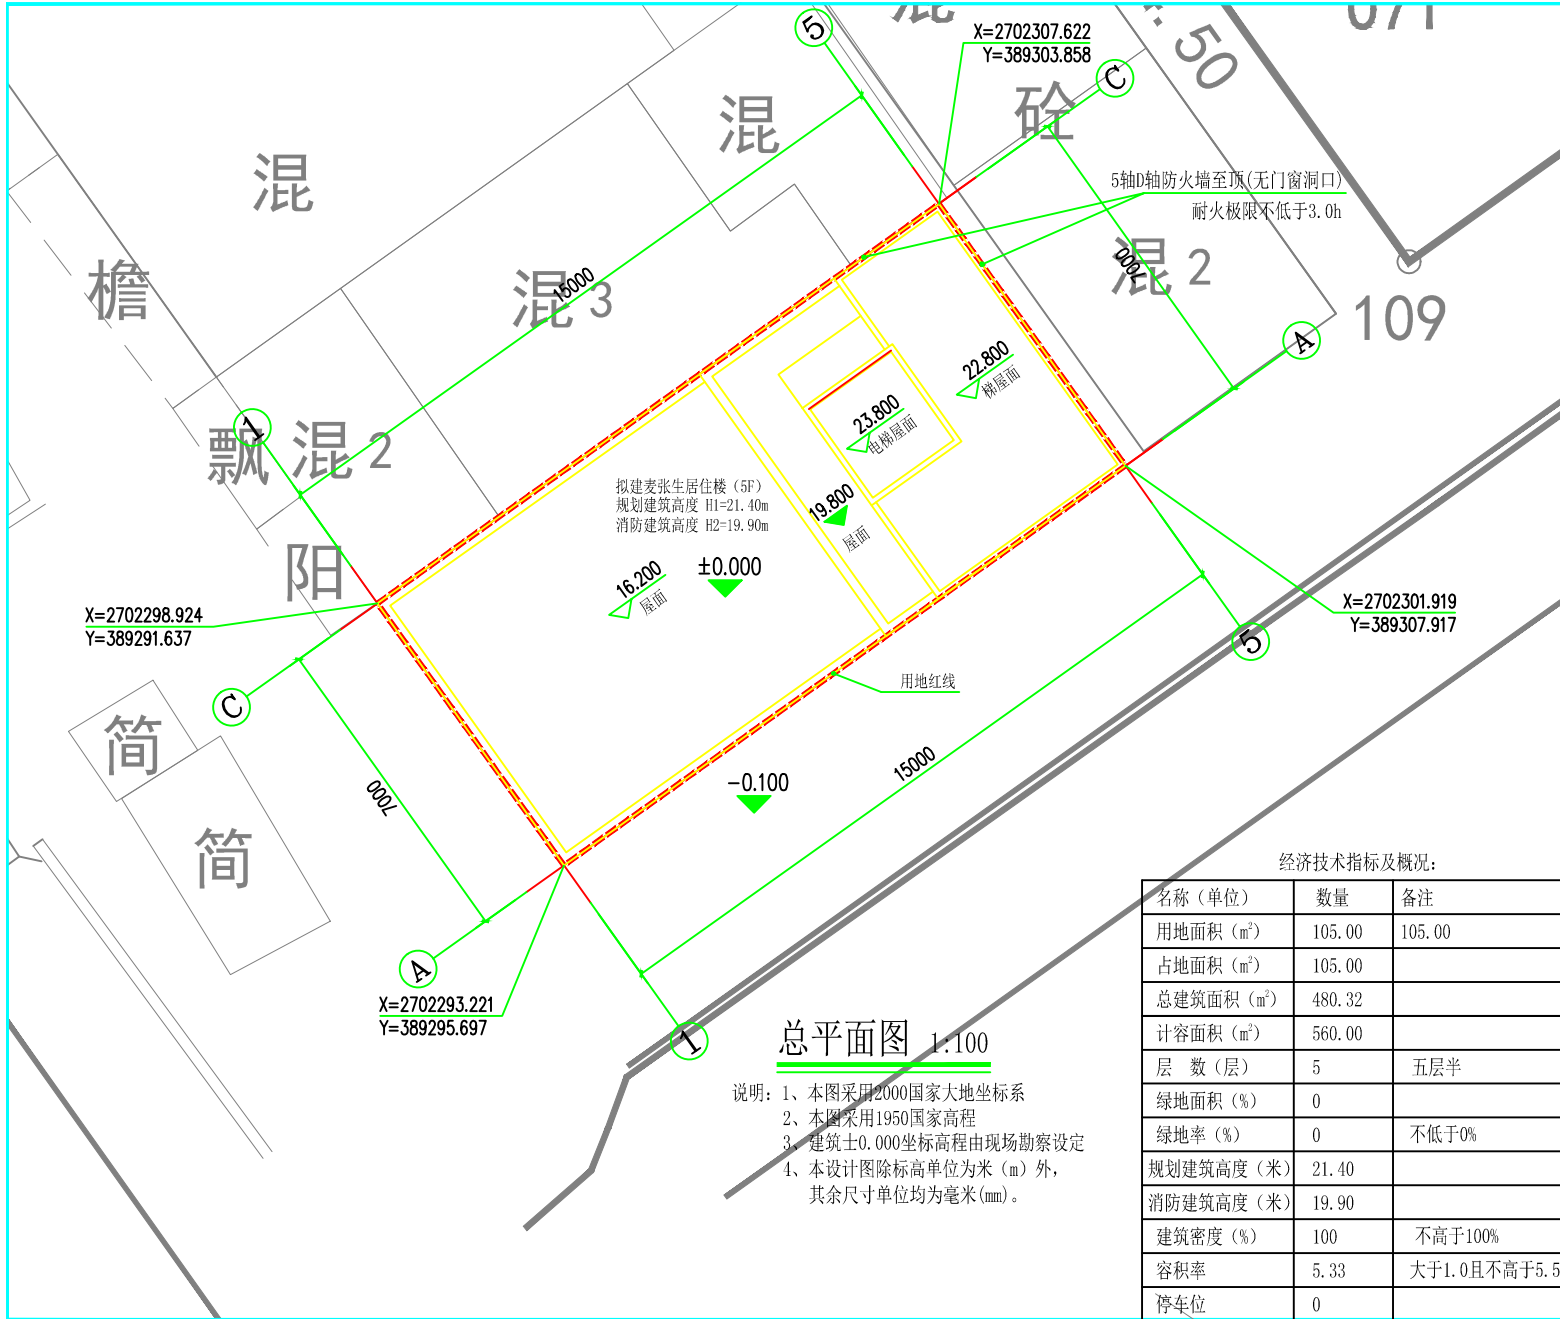 混
50
5
X=2702307.622
Y=389303.858
C
混
砼
混
5轴D轴防火墙至顶(无门窗洞口)
耐火极限不低于3.0h
檐
混3
15000
混2
7000
109
A
22.800
梯屋面
23.800
电梯屋面
1
飘
混2
拟建麦张生居住楼（5F）
规划建筑高度 H1=21.40m
消防建筑高度 H2=19.90m
19.800
屋面
±0.000
16.200
屋面
阳
X=2702298.924
Y=389291.637
X=2702301.919
Y=389307.917
5
C
用地红线
简
7000
15000
-0.100
简
A
X=2702293.221
Y=389295.697
1
总平面图 1:100
说明：1、本图采用2000国家大地坐标系
2、本图采用1950国家高程
3、建筑士0.000坐标高程由现场勘察设定
4、本设计图除标高单位为米（m）外，
其余尺寸单位均为毫米(mm)。
经济技术指标及概况：
名称（单位） 数量 备注
用地面积（㎡） 105.00 105.00
占地面积（㎡） 105.00
总建筑面积（㎡） 480.32
计容面积（㎡） 560.00
层 数（层） 5 五层半
绿地面积（%） 0
绿地率（%） 0 不低于0%
规划建筑高度（米） 21.40
消防建筑高度（米） 19.90
建筑密度（%） 100 不高于100%
容积率 5.33 大于1.0且不高于5.5
停车位 0